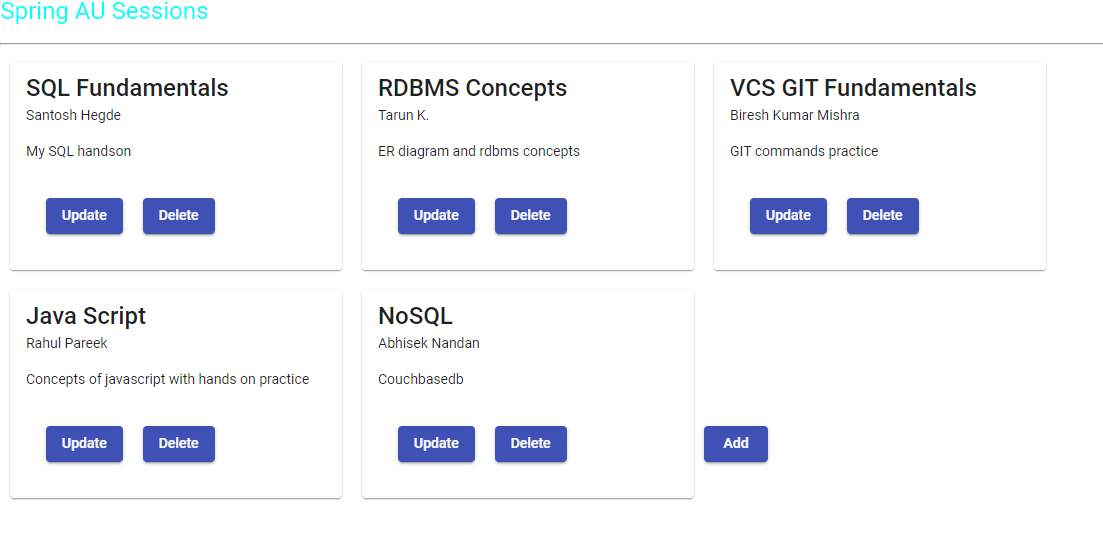 Spring AU Sessions
SQL Fundamentals
Santosh Hegde
My SQL handson
Update Delete
RDBMS Concepts
Tarun K.
ER diagram and rdbms concepts
Update Delete
VCS GIT Fundamentals
Biresh Kumar Mishra
GIT commands practice
Update Delete
Java Script
Rahul Pareek
Concepts of javascript with hands on practice
Update Delete
NoSQL
Abhisek Nandan
Couchbasedb
Update Delete
Add